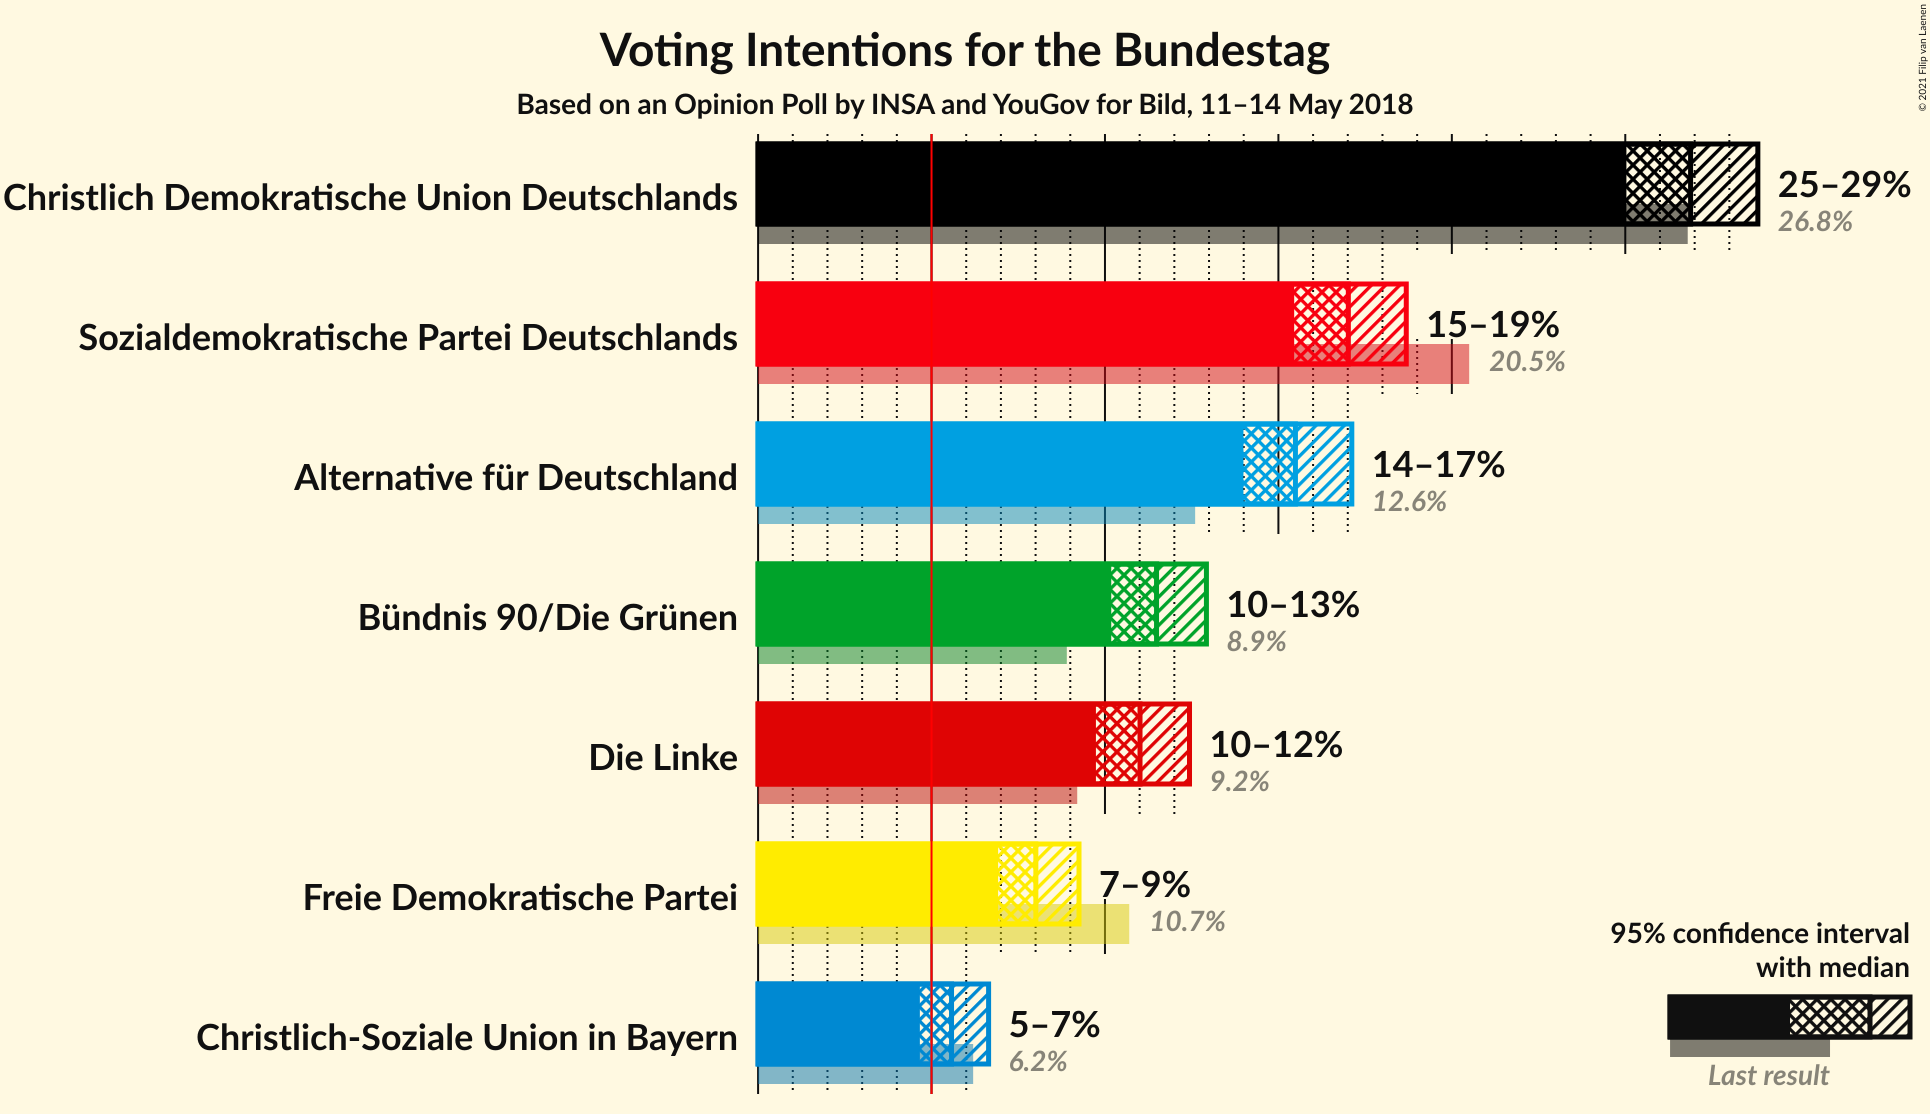 Voting Intentions for the Bundestag
Based on an Opinion Poll by INSA and YouGov for Bild, 11–14 May 2018
© 2021 Filip van Laenen
Christlich Demokratische Union Deutschlands
25–29%
26.8%
Sozialdemokratische Partei Deutschlands
15–19%
20.5%
Alternative für Deutschland
14–17%
12.6%
Bündnis 90/Die Grünen
10–13%
8.9%
Die Linke
10–12%
9.2%
Freie Demokratische Partei
7–9%
10.7%
Christlich-Soziale Union in Bayern
5–7%
6.2%
95% confidence interval
with median
Last result